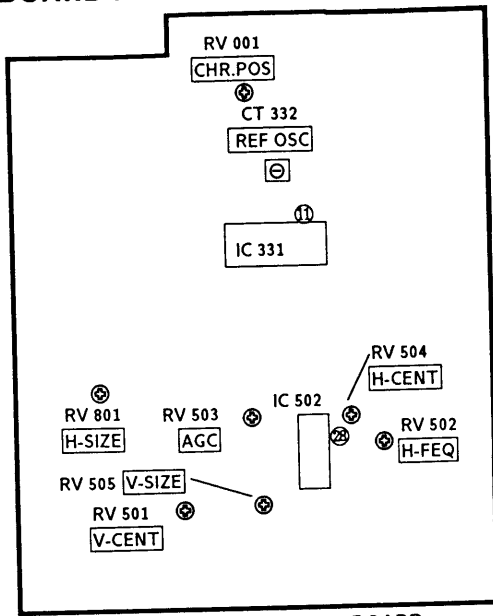 RV 001
CHR.POS
CT 332
REF OSC
11
IC 331
RV 504
H-CENT
IC 502
RV 801
H-SIZE
RV 503
AGC
28
RV 502
H-FEQ
RV 505 V-SIZE
RV 501
V-CENT